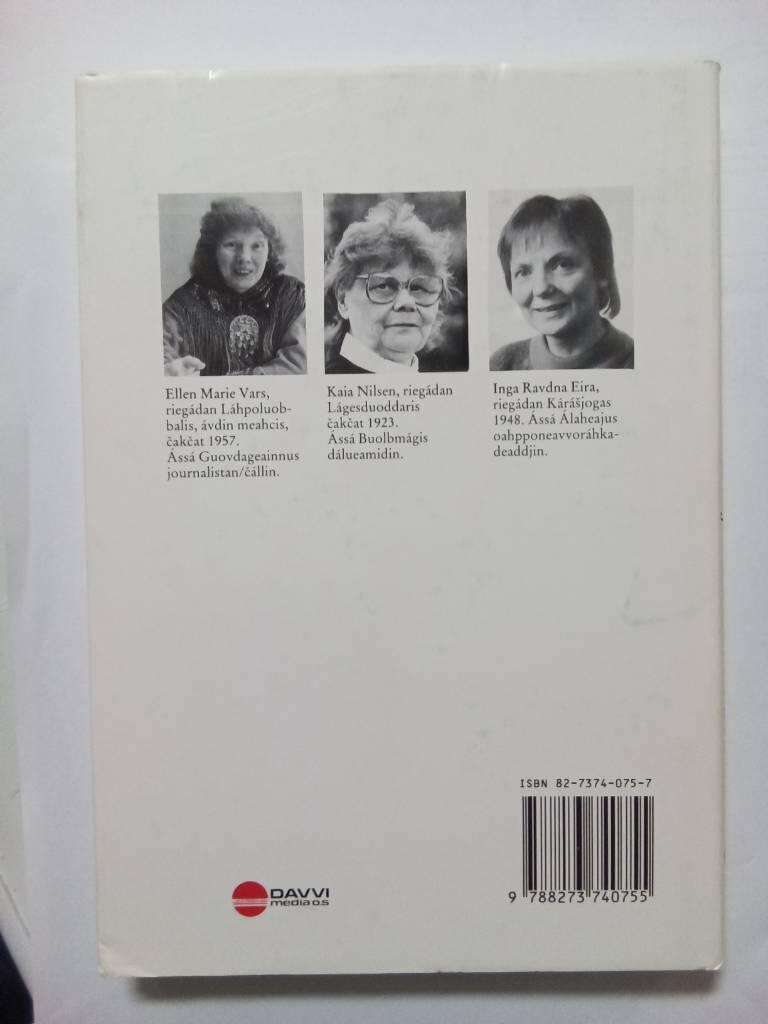 Ellen Marie Vars,
riegádan Láhpoluob-
balis, ávdin meahcis,
čakčat 1957.
Ássá Guovdageainnus
journalistan/čállin.
Kaia Nilsen, riegádan
Lágesduoddaris
čakčat 1923.
Ássá Buolbmágis
dálueamidin.
Inga Ravdna Eira,
riegádan Kárášjogas
1948. Ássá Álaheajus
oahpponeavvoráhka-
deaddjin.
ISBN 82-7374-075-7
9 788273 740755
DAVVI
media o.s